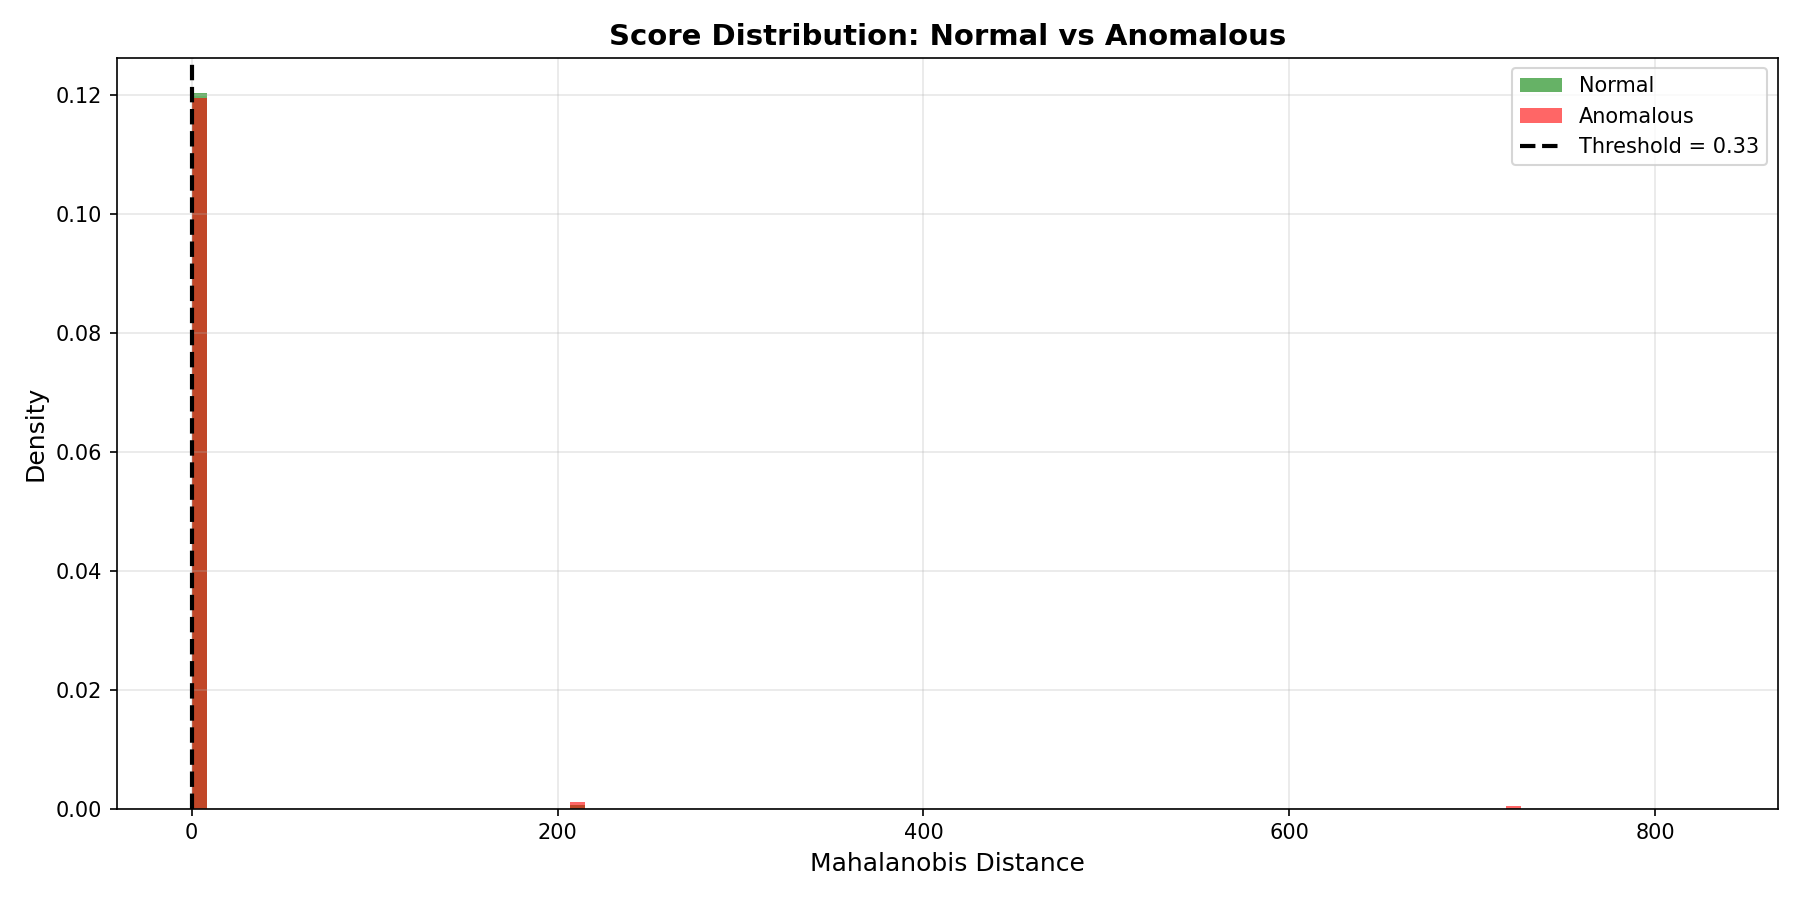 Score Distribution: Normal vs Anomalous
Normal
Anomalous
Threshold = 0.33
0.12
0.10
0.08
0.06
0.04
0.02
0.00
Density
0 200 400 600 800
Mahalanobis Distance